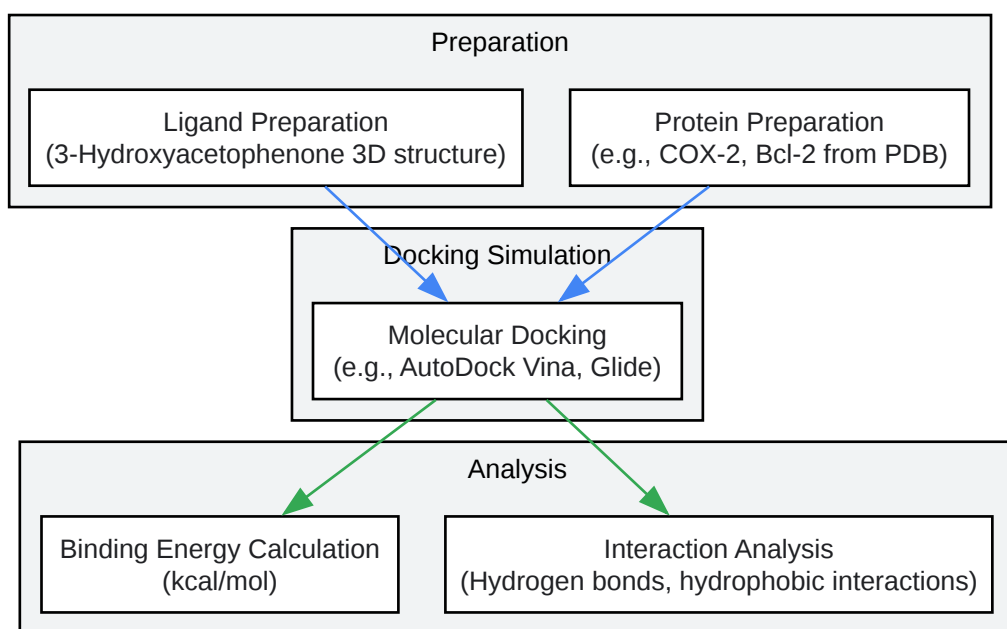 Preparation
Ligand Preparation
(3-Hydroxyacetophenone 3D structure)
Protein Preparation
(e.g., COX-2, Bcl-2 from PDB)
Docking Simulation
Molecular Docking
(e.g., AutoDock Vina, Glide)
Analysis
Binding Energy Calculation
(kcal/mol)
Interaction Analysis
(Hydrogen bonds, hydrophobic interactions)